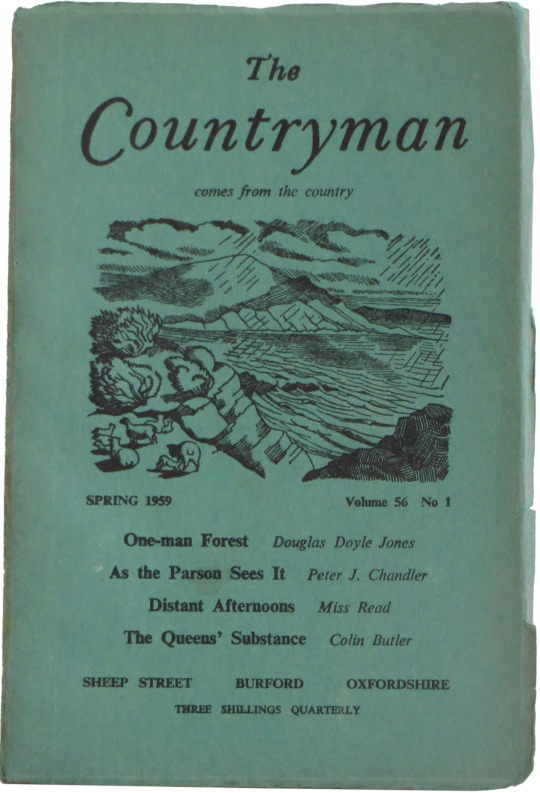 The
Countryman
comes from the country
SPRING 1959 Volume 56 No 1
One-man Forest Douglas Doyle Jones
As the Parson Sees It Peter J. Chandler
Distant Afternoons Miss Read
The Queens' Substance Colin Butler
SHEEP STREET BURFORD OXFORDSHIRE
THREE SHILLINGS QUARTERLY